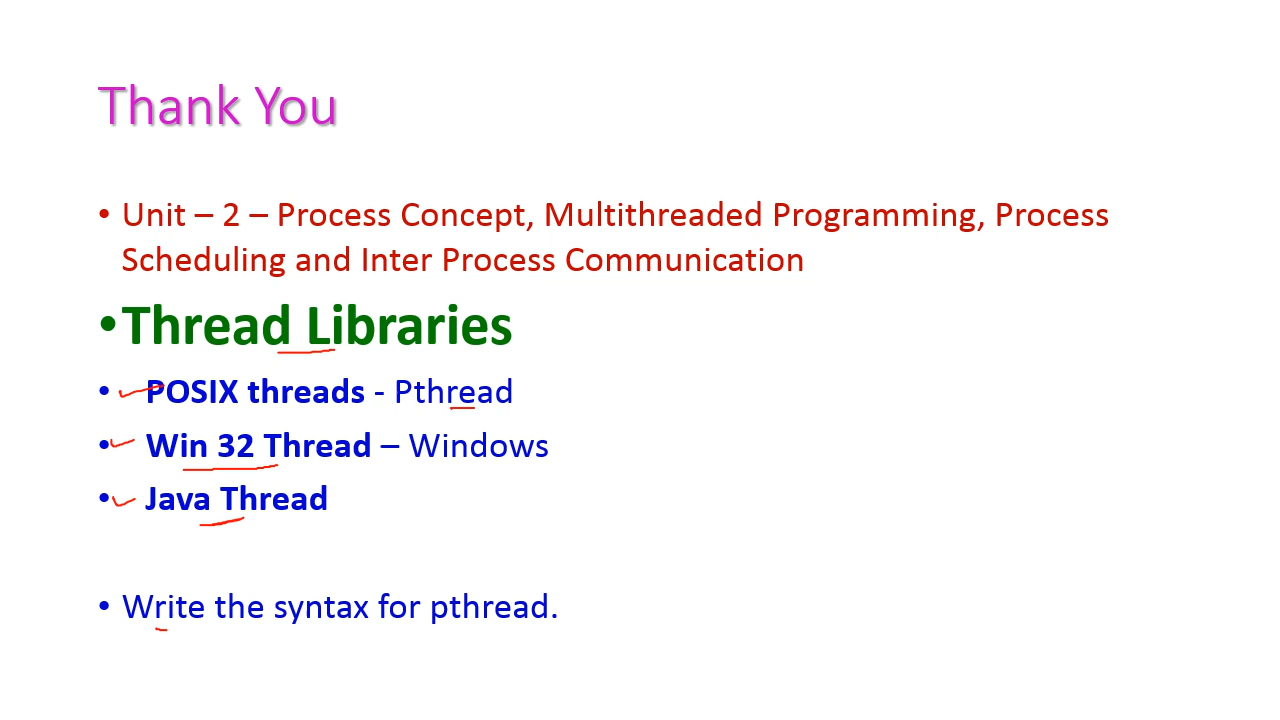 Thank You
• Unit – 2 – Process Concept, Multithreaded Programming, Process
Scheduling and Inter Process Communication
•Thread Libraries
• POSIX threads - Pthread
• Win 32 Thread – Windows
• Java Thread
• Write the syntax for pthread.